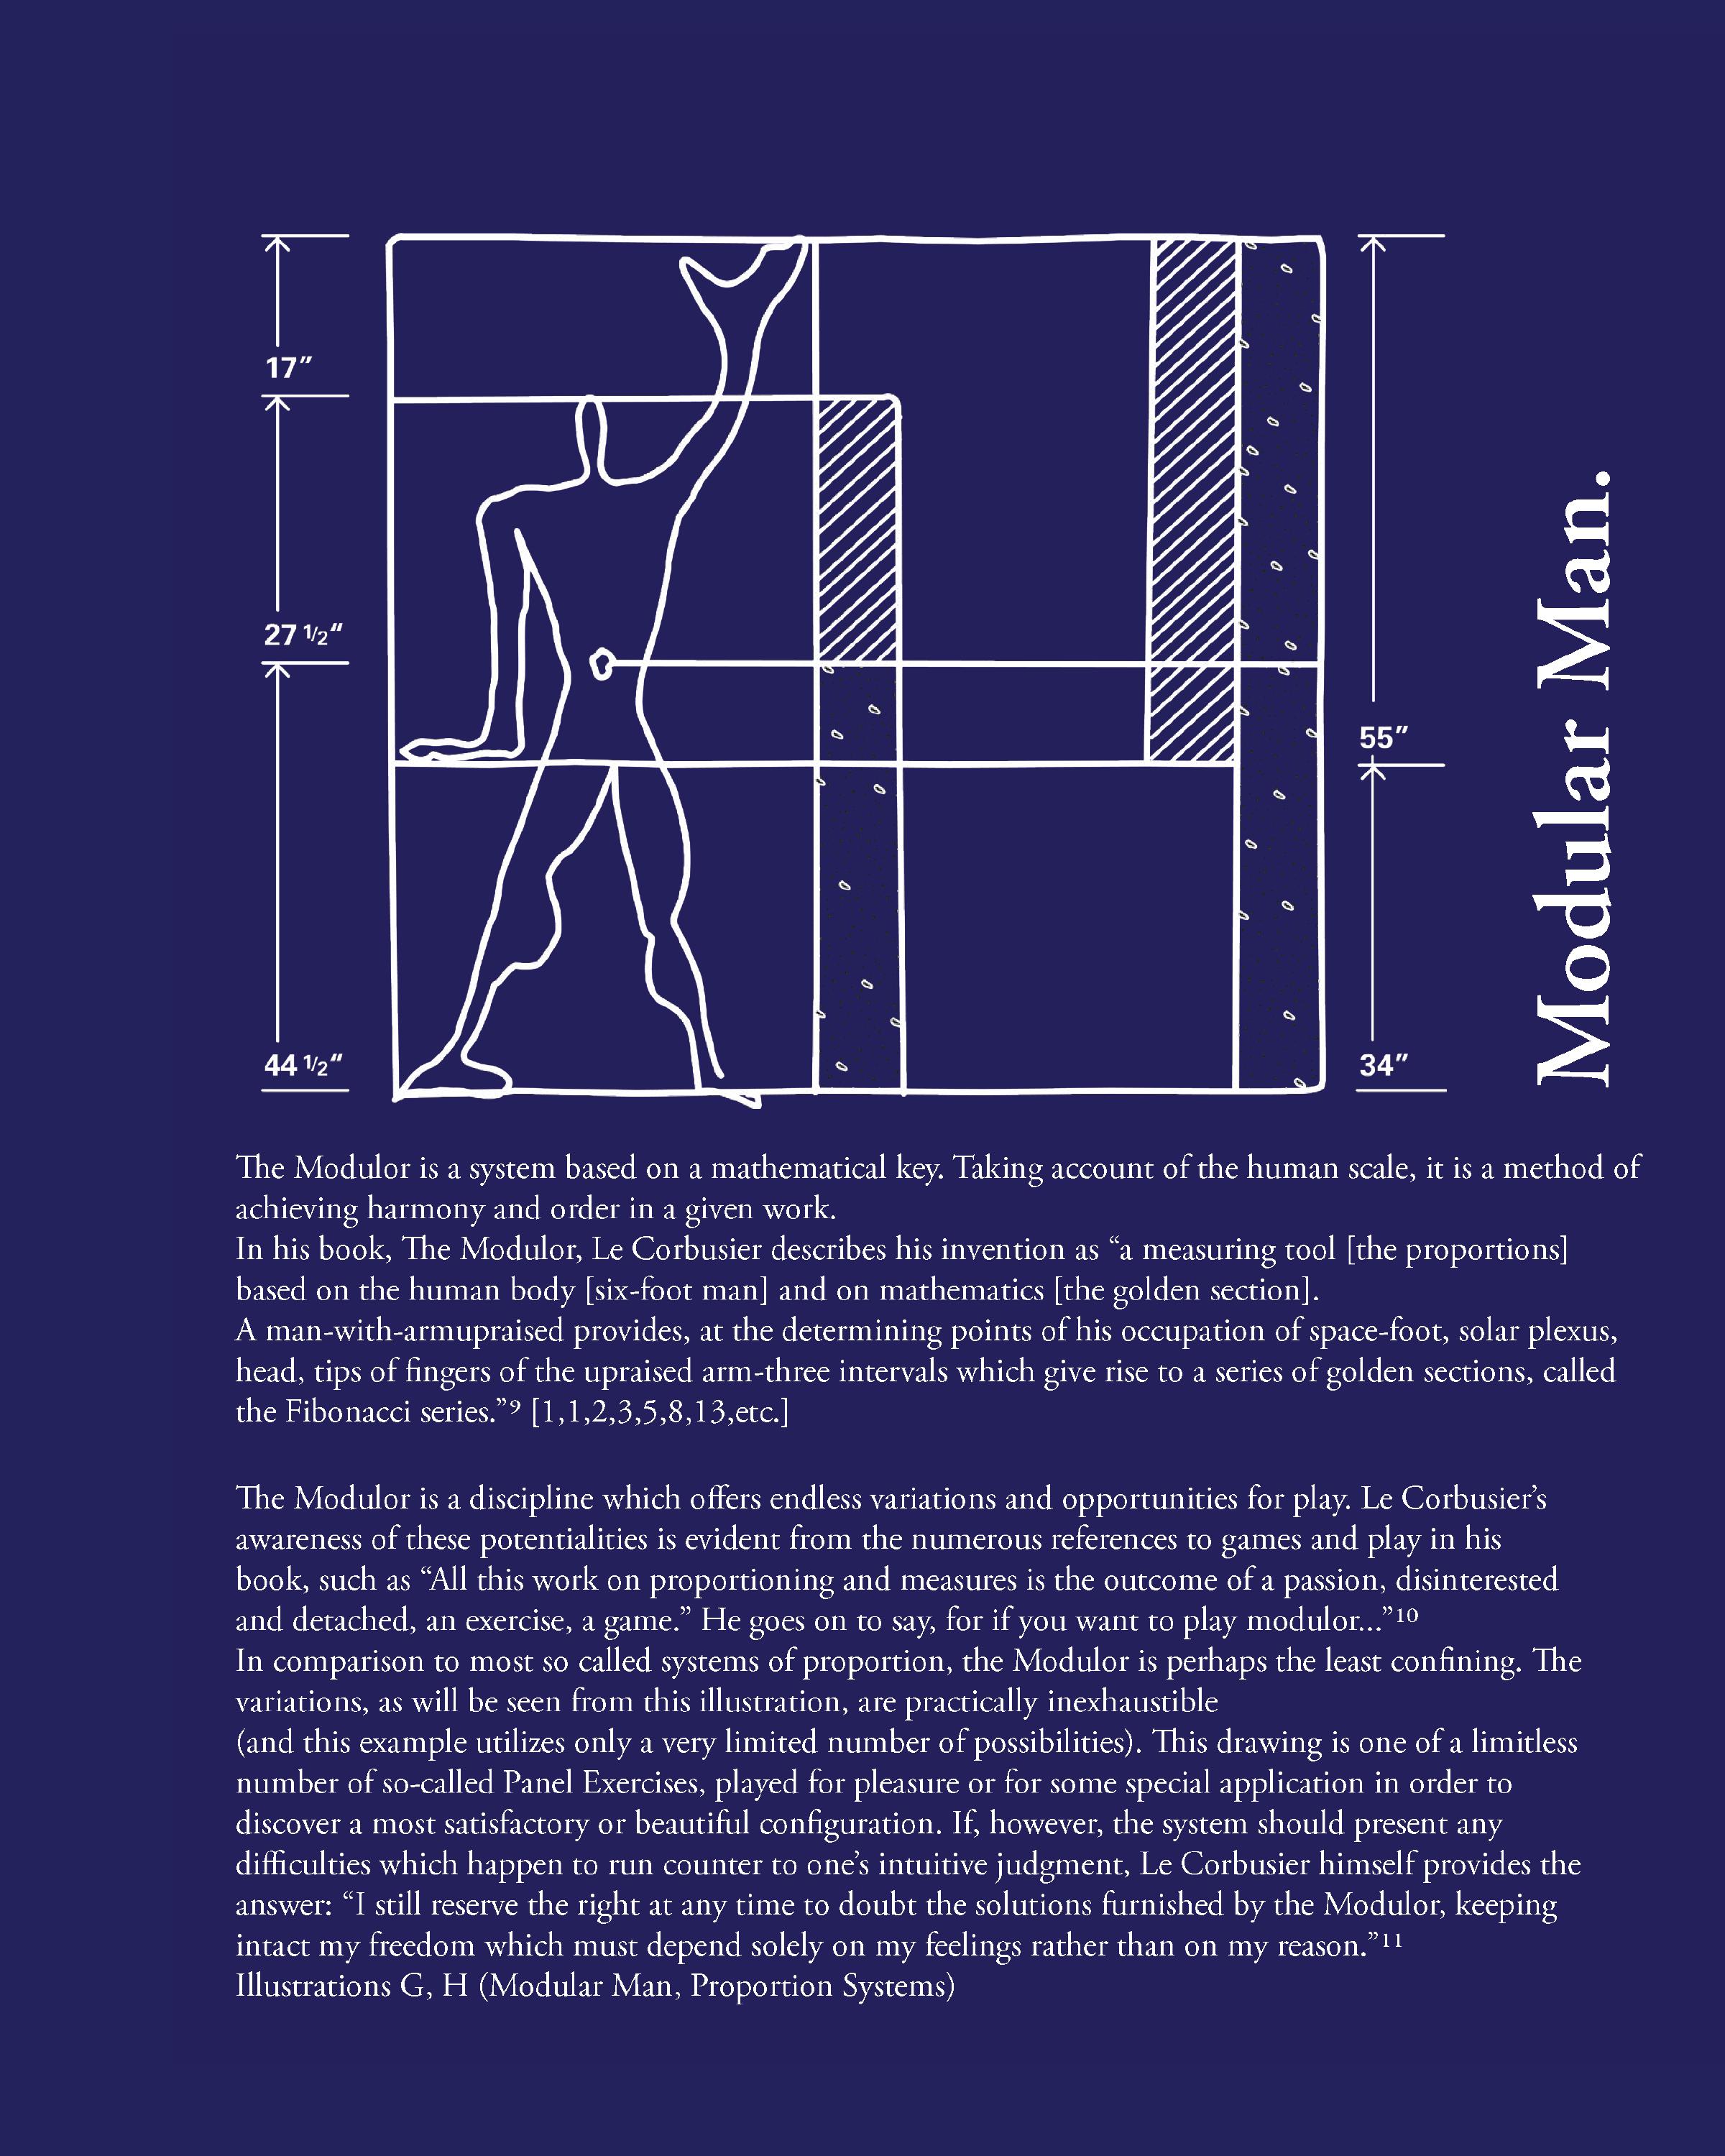 17″
27 1/2″
44 1/2″
55″
34″
Modular Man.
The Modulor is a system based on a mathematical key. Taking account of the human scale, it is a method of
achieving harmony and order in a given work.
In his book, The Modulor, Le Corbusier describes his invention as “a measuring tool [the proportions]
based on the human body [six-foot man] and on mathematics [the golden section].
A man-with-armupraised provides, at the determining points of his occupation of space-foot, solar plexus,
head, tips of fingers of the upraised arm-three intervals which give rise to a series of golden sections, called
the Fibonacci series.”⁹ [1,1,2,3,5,8,13,etc.]
The Modulor is a discipline which offers endless variations and opportunities for play. Le Corbusier’s
awareness of these potentialities is evident from the numerous references to games and play in his
book, such as “All this work on proportioning and measures is the outcome of a passion, disinterested
and detached, an exercise, a game.” He goes on to say, for if you want to play modulor...”¹⁰
In comparison to most so called systems of proportion, the Modulor is perhaps the least confining. The
variations, as will be seen from this illustration, are practically inexhaustible
(and this example utilizes only a very limited number of possibilities). This drawing is one of a limitless
number of so-called Panel Exercises, played for pleasure or for some special application in order to
discover a most satisfactory or beautiful configuration. If, however, the system should present any
difficulties which happen to run counter to one’s intuitive judgment, Le Corbusier himself provides the
answer: “I still reserve the right at any time to doubt the solutions furnished by the Modulor, keeping
intact my freedom which must depend solely on my feelings rather than on my reason.”¹¹
Illustrations G, H (Modular Man, Proportion Systems)